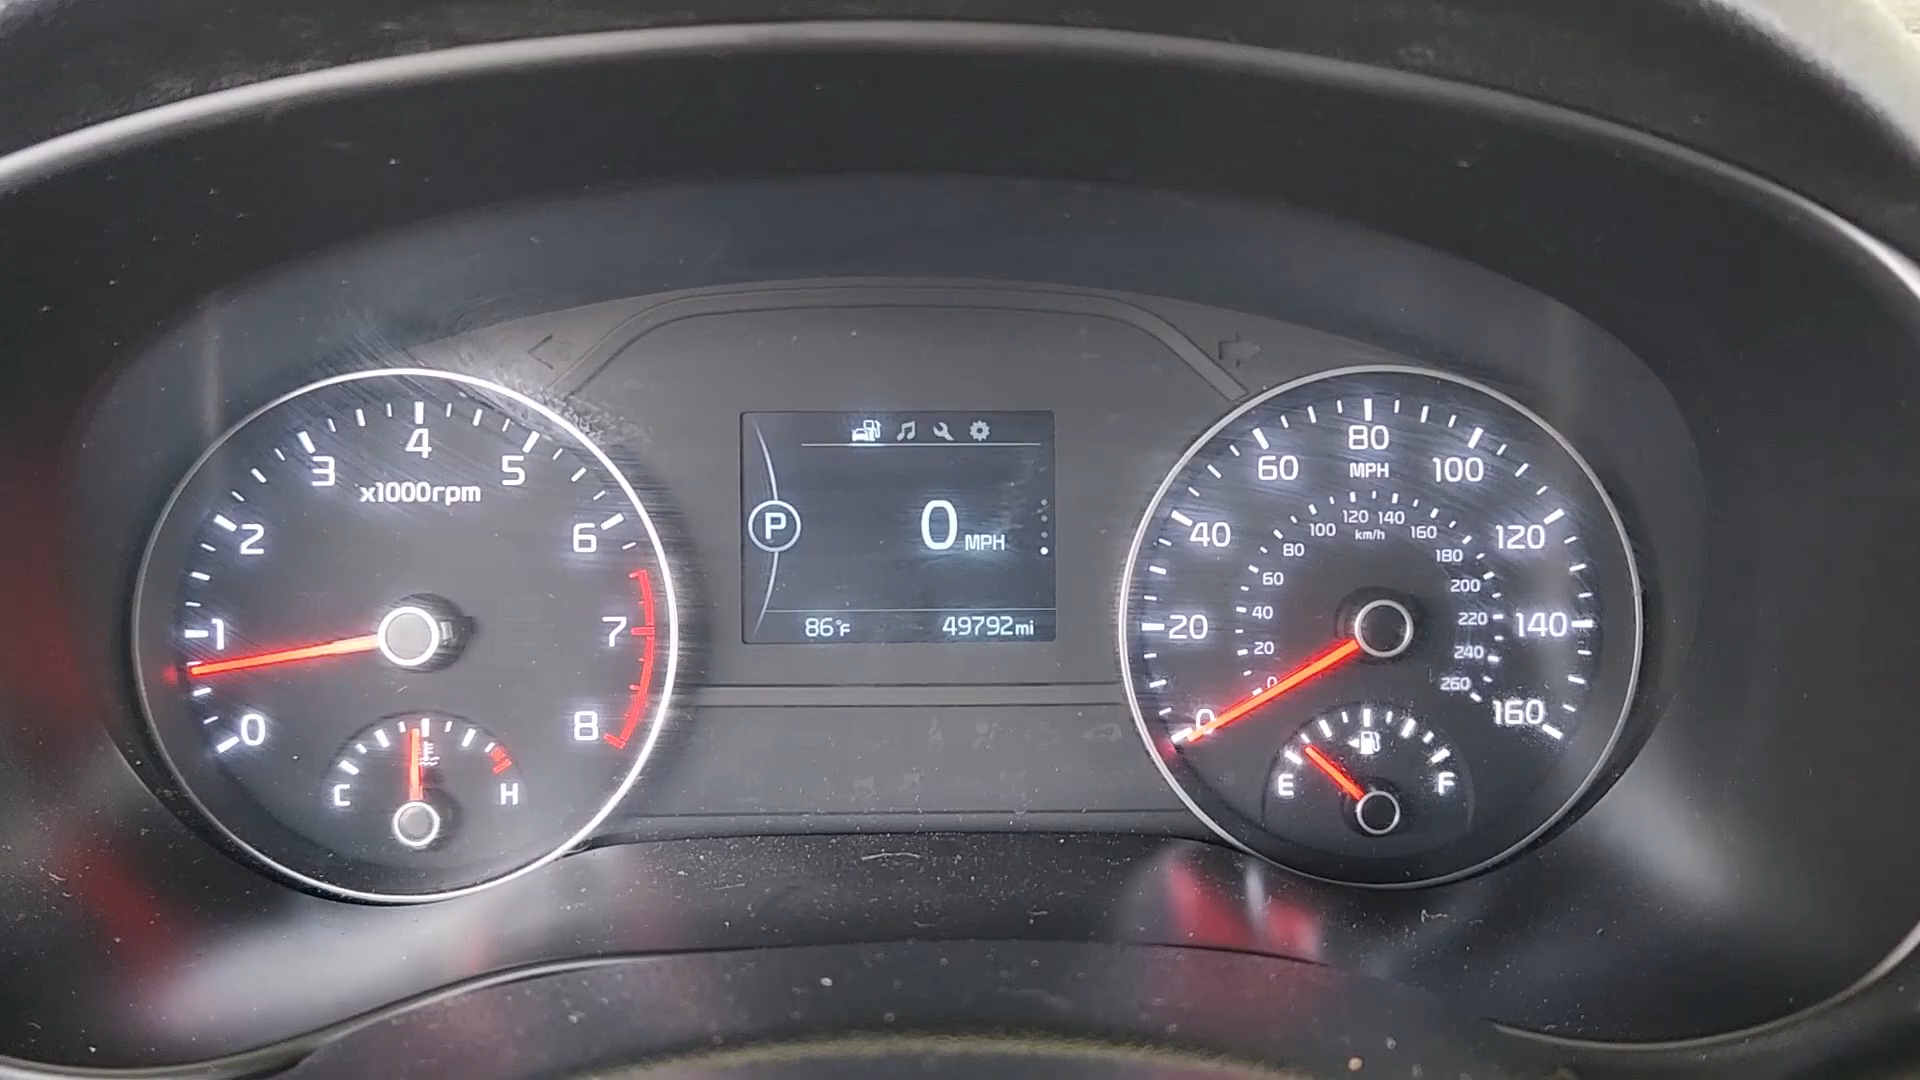 4
3 5
x1000rpm
2 6
1 7
0 8
C H
P
0 MPH
86°F 49792mi
80
60 MPH 100
40 120
20 140
0 160
120 140
100 km/h 160
80 180
60 200
40 220
20 240
0 260
E F